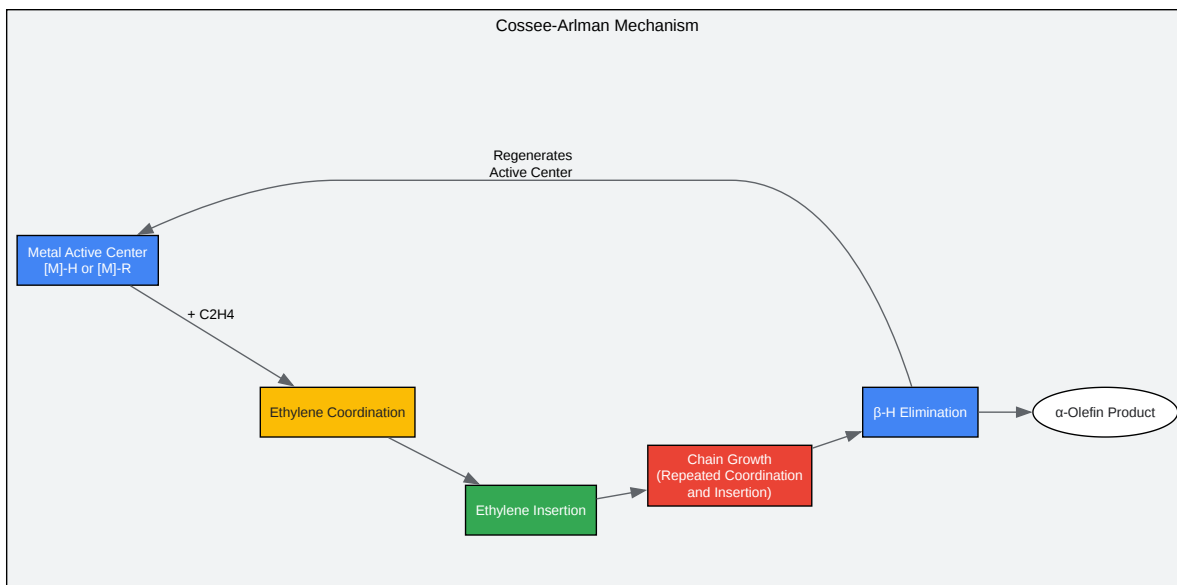 Cossee-Arlman Mechanism
Regenerates
Active Center
Metal Active Center
[M]-H or [M]-R
+ C2H4
Ethylene Coordination
β-H Elimination
α-Olefin Product
Chain Growth
(Repeated Coordination
and Insertion)
Ethylene Insertion